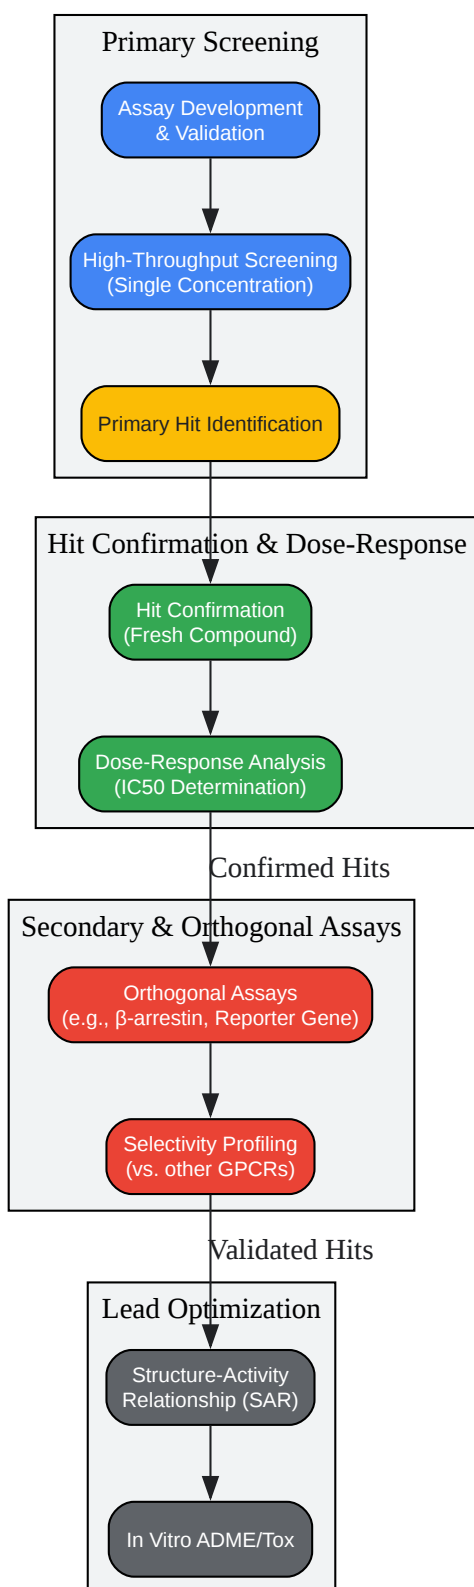 Primary Screening
Assay Development
& Validation
High-Throughput Screening
(Single Concentration)
Primary Hit Identification
Hit Confirmation & Dose-Response
Hit Confirmation
(Fresh Compound)
Dose-Response Analysis
(IC50 Determination)
Confirmed Hits
Secondary & Orthogonal Assays
Orthogonal Assays
(e.g., β-arrestin, Reporter Gene)
Selectivity Profiling
(vs. other GPCRs)
Validated Hits
Lead Optimization
Structure-Activity
Relationship (SAR)
In Vitro ADME/Tox